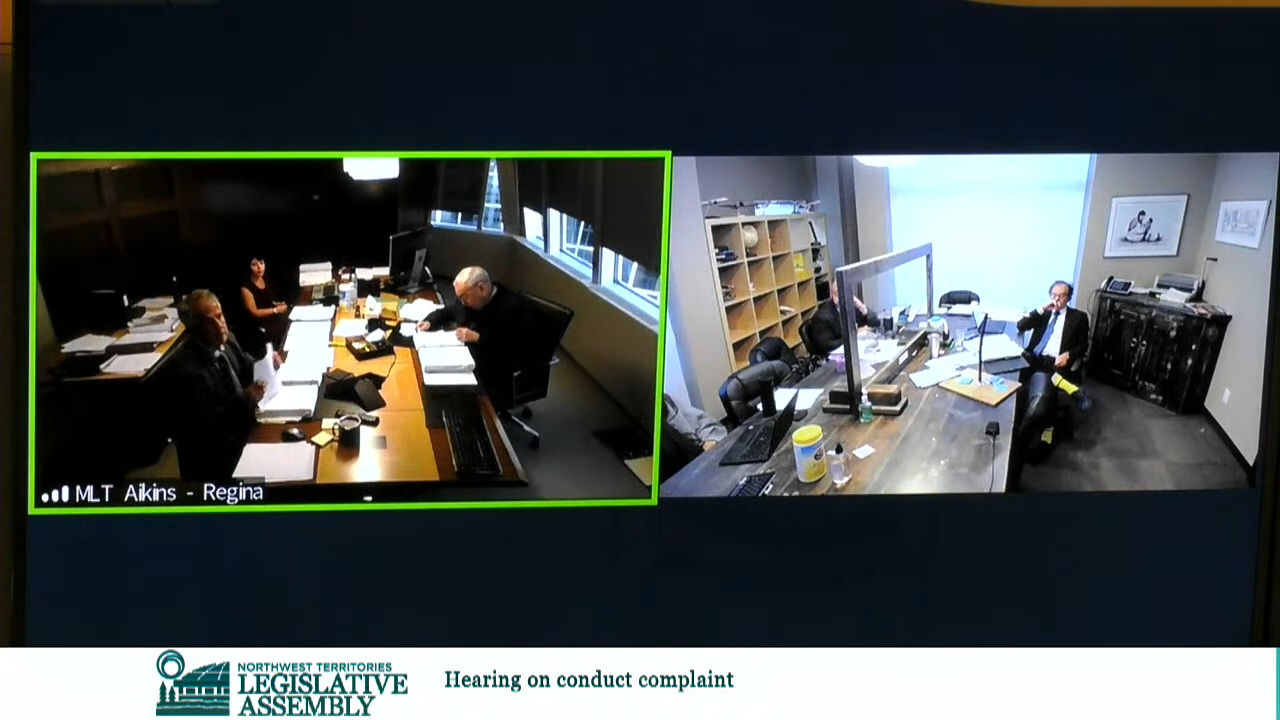 MLT Aikins - Regina
NORTHWEST TERRITORIES
LEGISLATIVE
ASSEMBLY
Hearing on conduct complaint